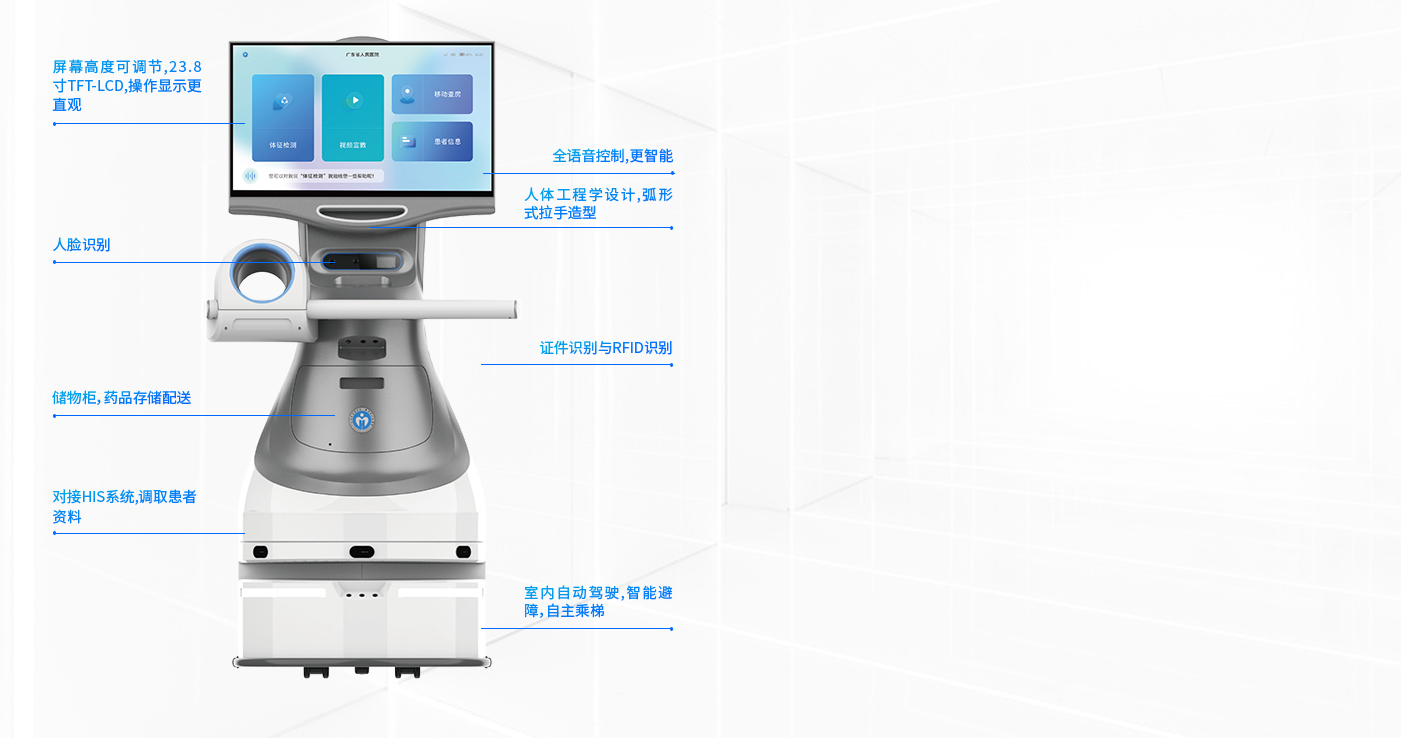 屏幕高度可调节,23.8
寸TFT-LCD,操作显示更
直观
广东省人民医院
体征检测
视频宣教
移动查房
患者信息
您可以对我说“体征检测”我能给您一些帮助呢!
全语音控制,更智能
人体工程学设计,弧形
式拉手造型
人脸识别
证件识别与RFID识别
储物柜,药品存储配送
对接HIS系统,调取患者
资料
室内自动驾驶,智能避
障,自主乘梯